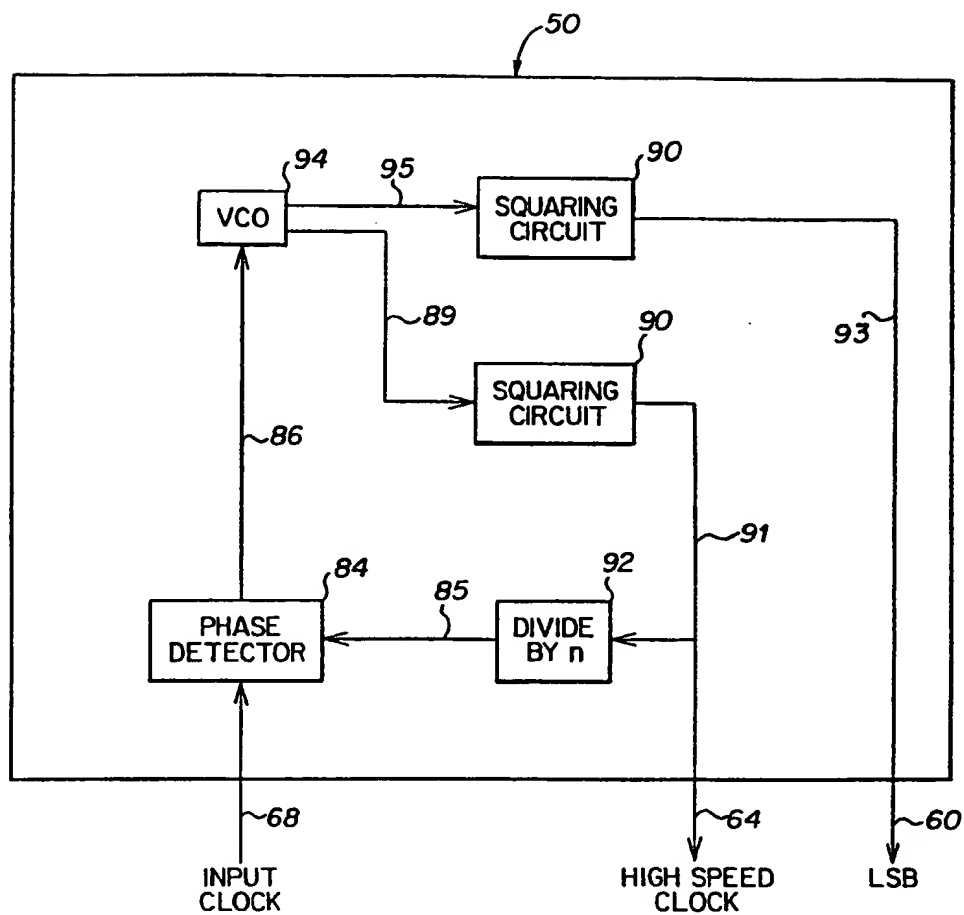 50
94
95
90
VCO
SQUARING
CIRCUIT
89
90
93
SQUARING
CIRCUIT
86
91
84
85
92
PHASE
DETECTOR
DIVIDE
BY n
68
64
60
INPUT
CLOCK
HIGH SPEED
CLOCK
LSB